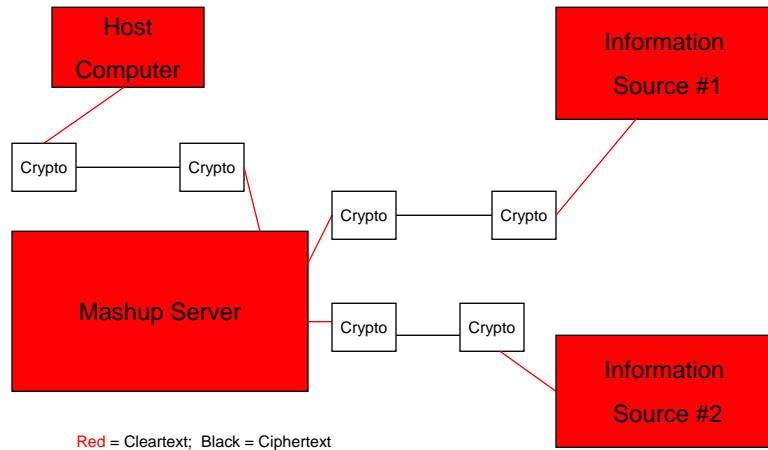 Host
Computer
Information
Source #1
Crypto
Crypto
Crypto
Crypto
Mashup Server
Crypto
Crypto
Information
Source #2
Red = Cleartext;  Black = Ciphertext